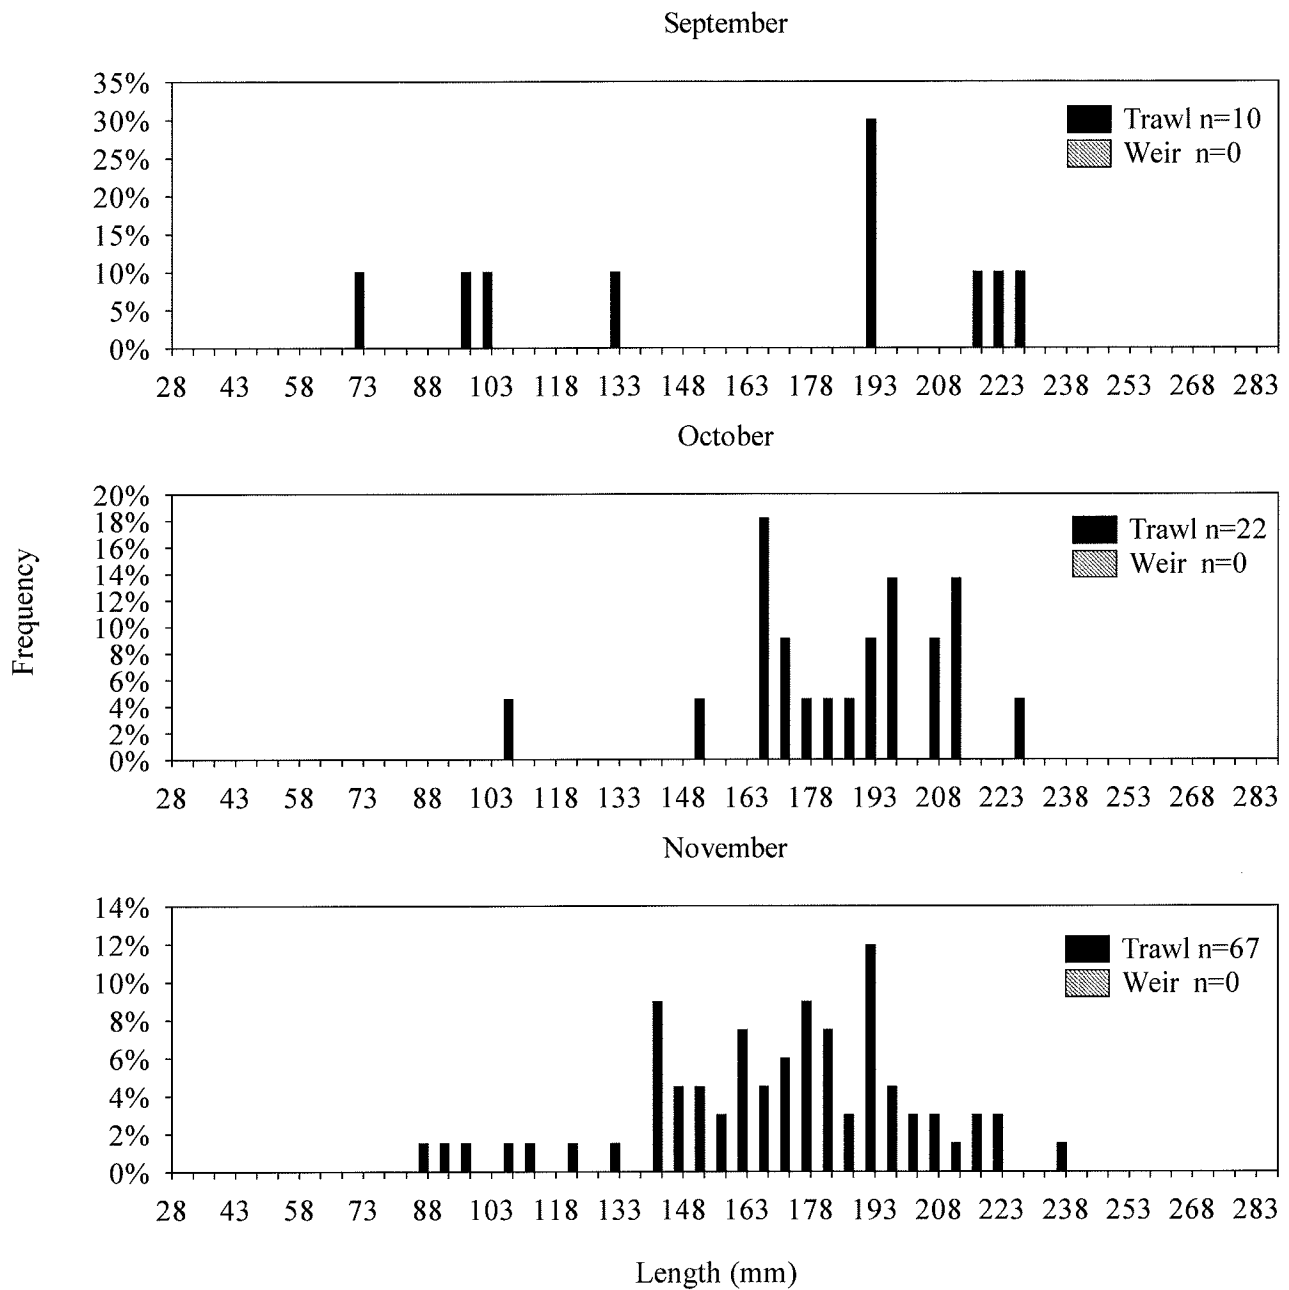 September
35%
30%
25%
20%
15%
10%
5%
0%
Trawl n=10
Weir n=0
28 43 58 73 88 103 118 133 148 163 178 193 208 223 238 253 268 283
October
20%
18%
16%
14%
12%
10%
8%
6%
4%
2%
0%
Trawl n=22
Weir n=0
28 43 58 73 88 103 118 133 148 163 178 193 208 223 238 253 268 283
Frequency
November
14%
12%
10%
8%
6%
4%
2%
0%
Trawl n=67
Weir n=0
28 43 58 73 88 103 118 133 148 163 178 193 208 223 238 253 268 283
Length (mm)